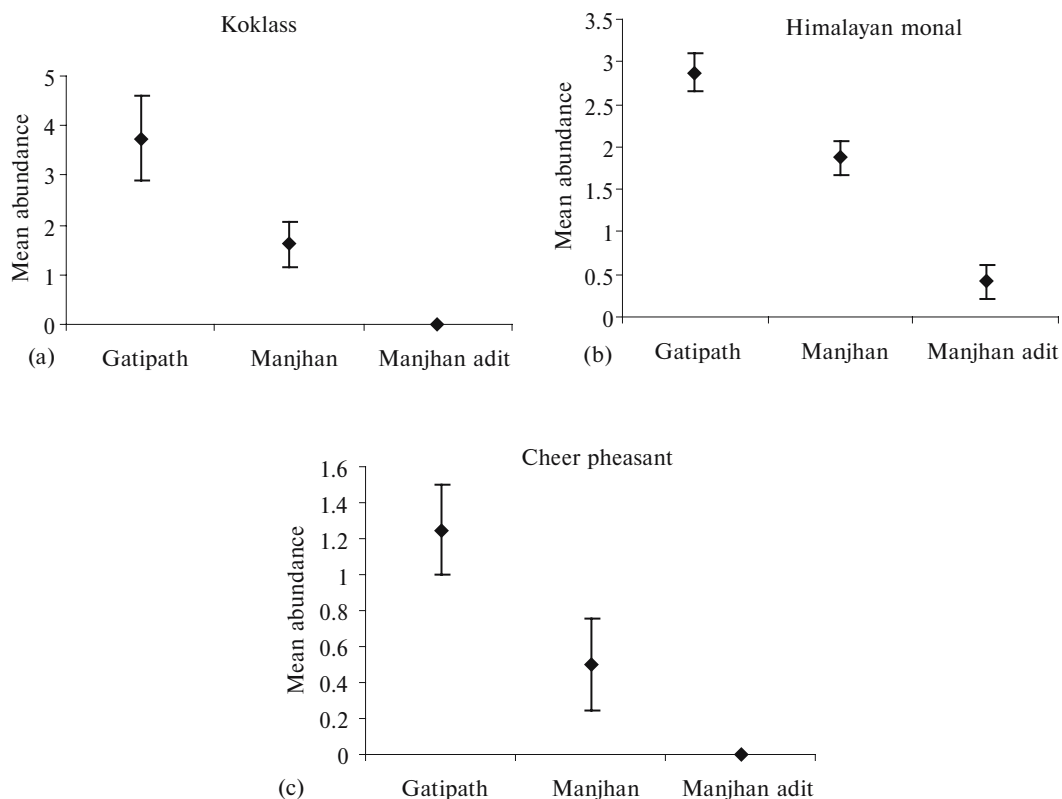 Koklass
Mean abundance
5
4
3
2
1
0
Gatipath Manjhan Manjhan adit
(a)
Himalayan monal
Mean abundance
3.5
3
2.5
2
1.5
1
0.5
0
Gatipath Manjhan Manjhan adit
(b)
Cheer pheasant
Mean abundance
1.6
1.4
1.2
1
0.8
0.6
0.4
0.2
0
Gatipath Manjhan Manjhan adit
(c)